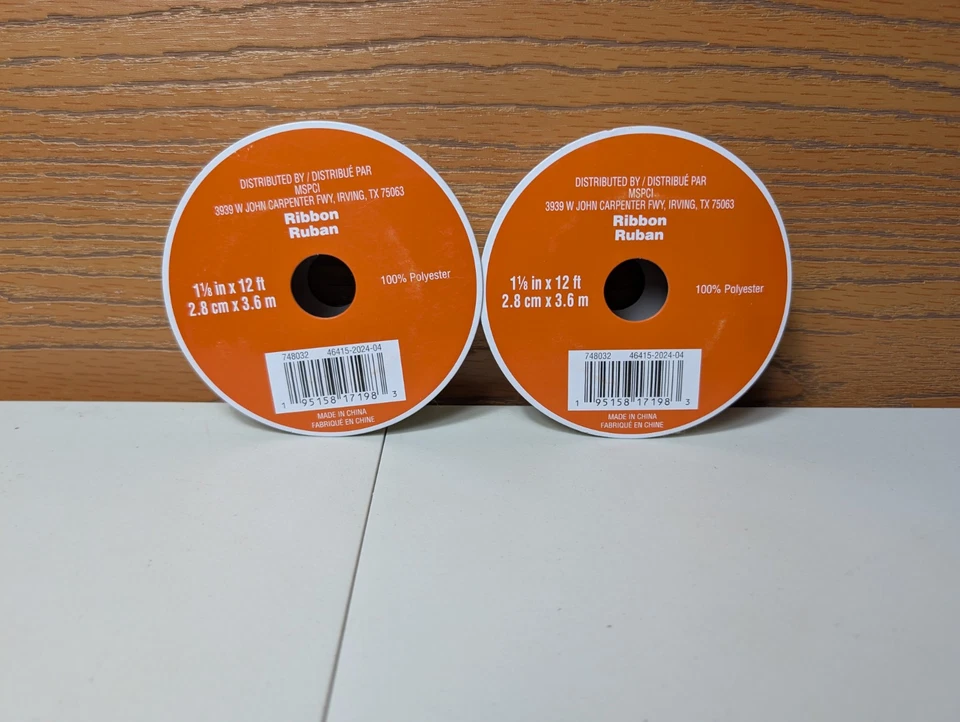 DISTRIBUTED BY / DISTRIBUÉ PAR
MSPCI
3939 W JOHN CARPENTER FWY, IRVING, TX 75063
Ribbon
Ruban
1⅛ in x 12 ft
2.8 cm x 3.6 m
100% Polyester
748032 46415-2024-04
1 95158 17198 3
MADE IN CHINA
FABRIQUÉ EN CHINE
DISTRIBUTED BY / DISTRIBUÉ PAR
MSPCI
3939 W JOHN CARPENTER FWY, IRVING, TX 75063
Ribbon
Ruban
1⅛ in x 12 ft
2.8 cm x 3.6 m
100% Polyester
748032 46415-2024-04
1 95158 17198 3
MADE IN CHINA
FABRIQUÉ EN CHINE